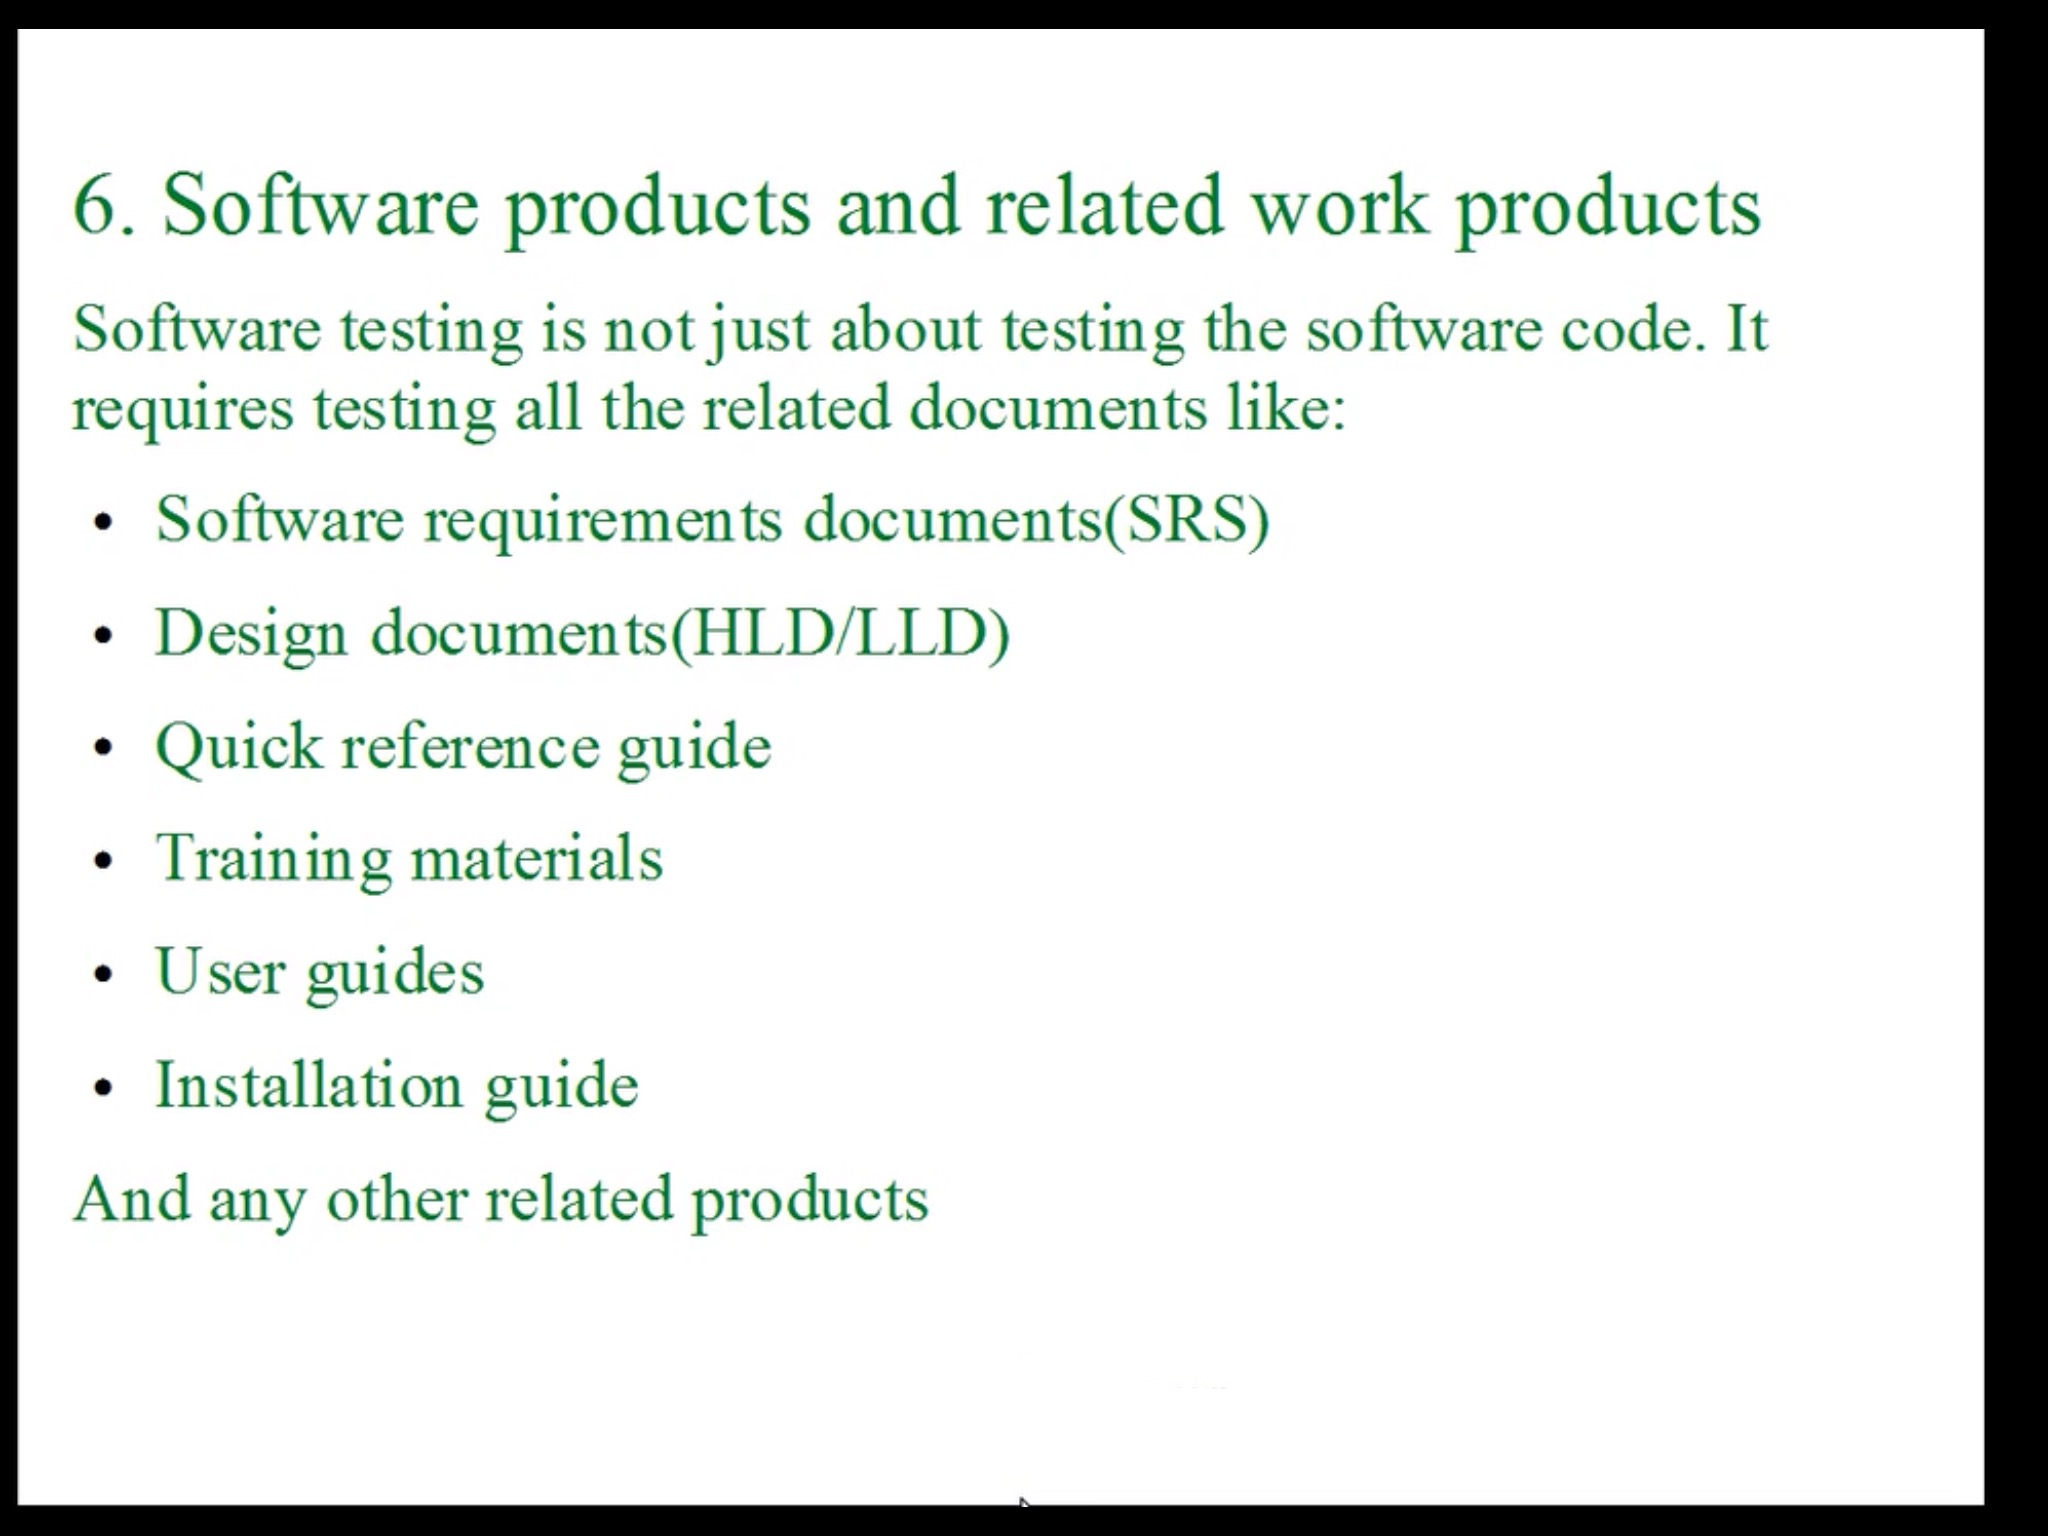 6. Software products and related work products
Software testing is not just about testing the software code. It
requires testing all the related documents like:
• Software requirements documents(SRS)
• Design documents(HLD/LLD)
• Quick reference guide
• Training materials
• User guides
• Installation guide
And any other related products